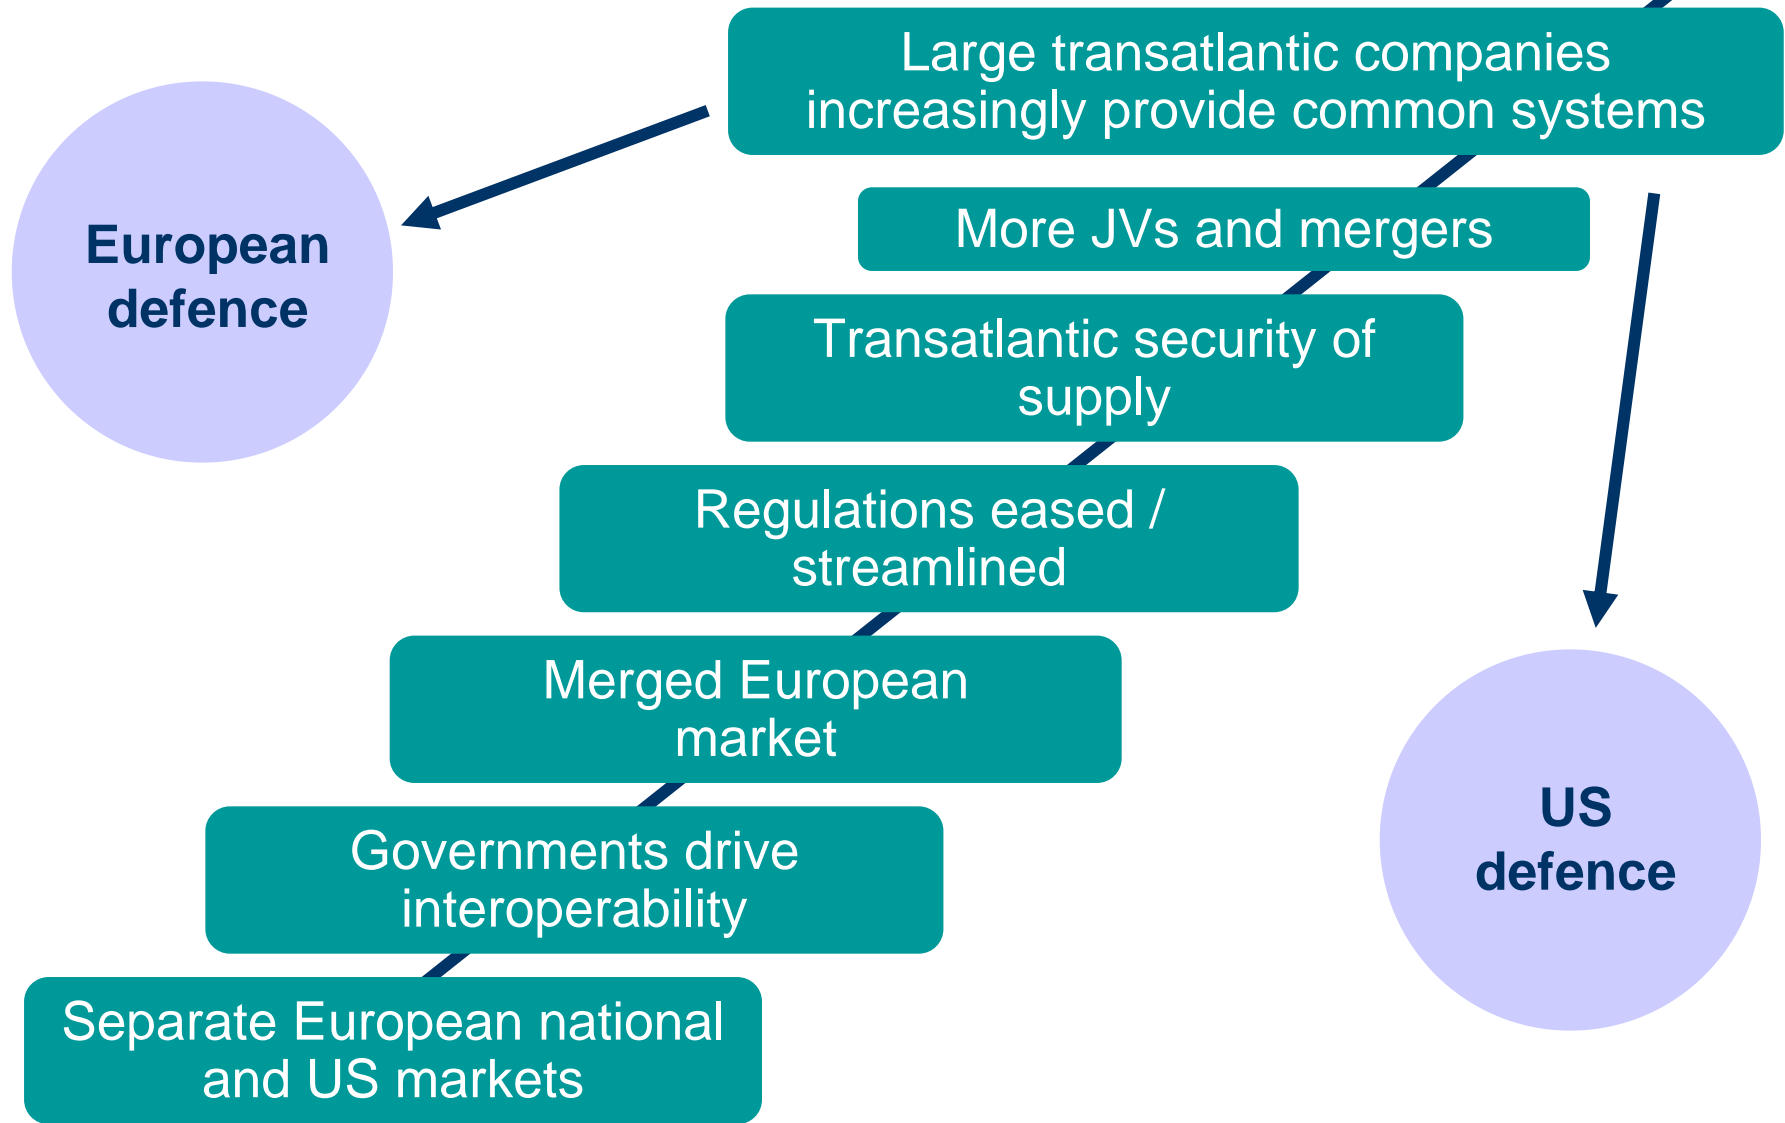 Large transatlantic companies
increasingly provide common systems
European
defence
More JVs and mergers
Transatlantic security of
supply
Regulations eased /
streamlined
Merged European
market
US
defence
Governments drive
interoperability
Separate European national
and US markets